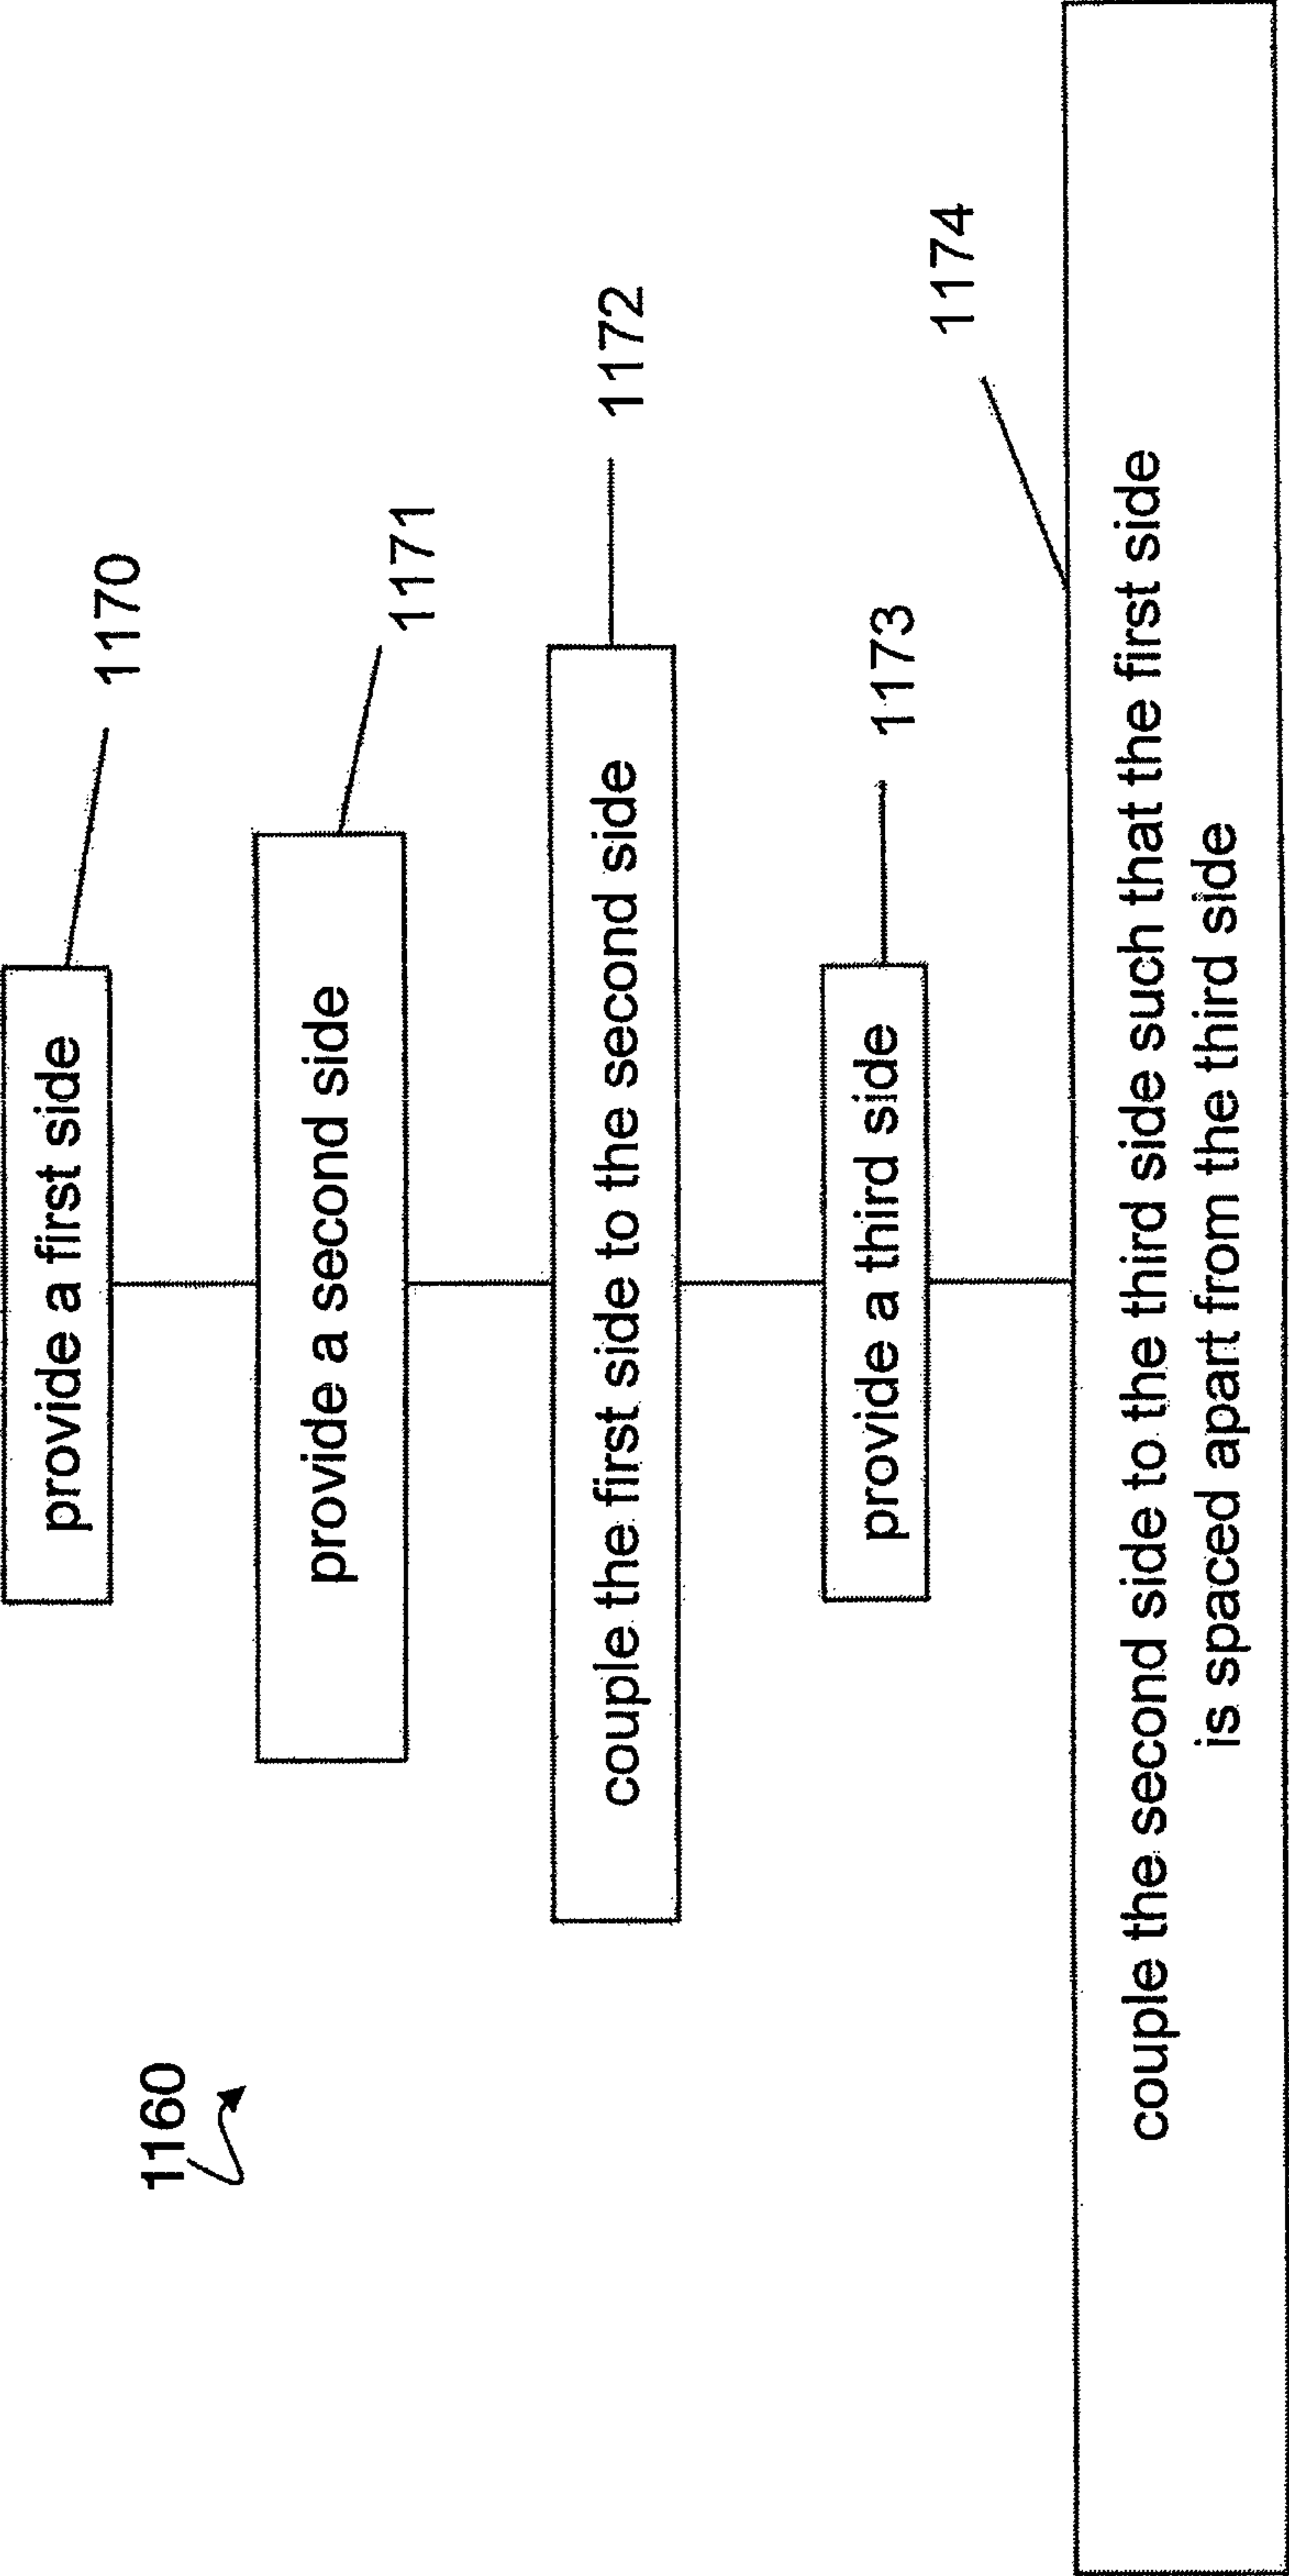 1160
provide a first side
1170
provide a second side
1171
couple the first side to the second side
1172
provide a third side
1173
couple the second side to the third side such that the first side
is spaced apart from the third side
1174